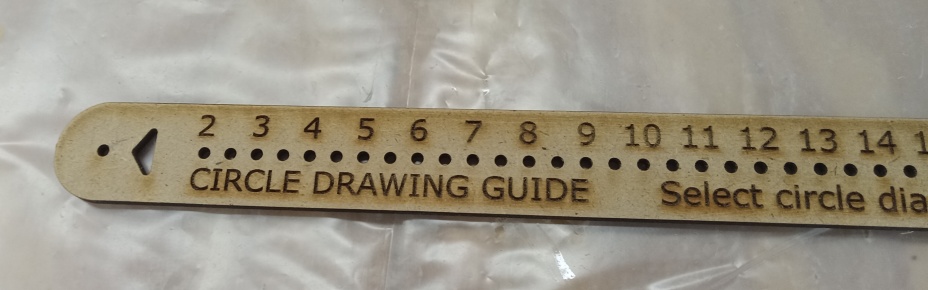 2 3 4 5 6 7 8 9 10 11 12 13 14
CIRCLE DRAWING GUIDE Select circle